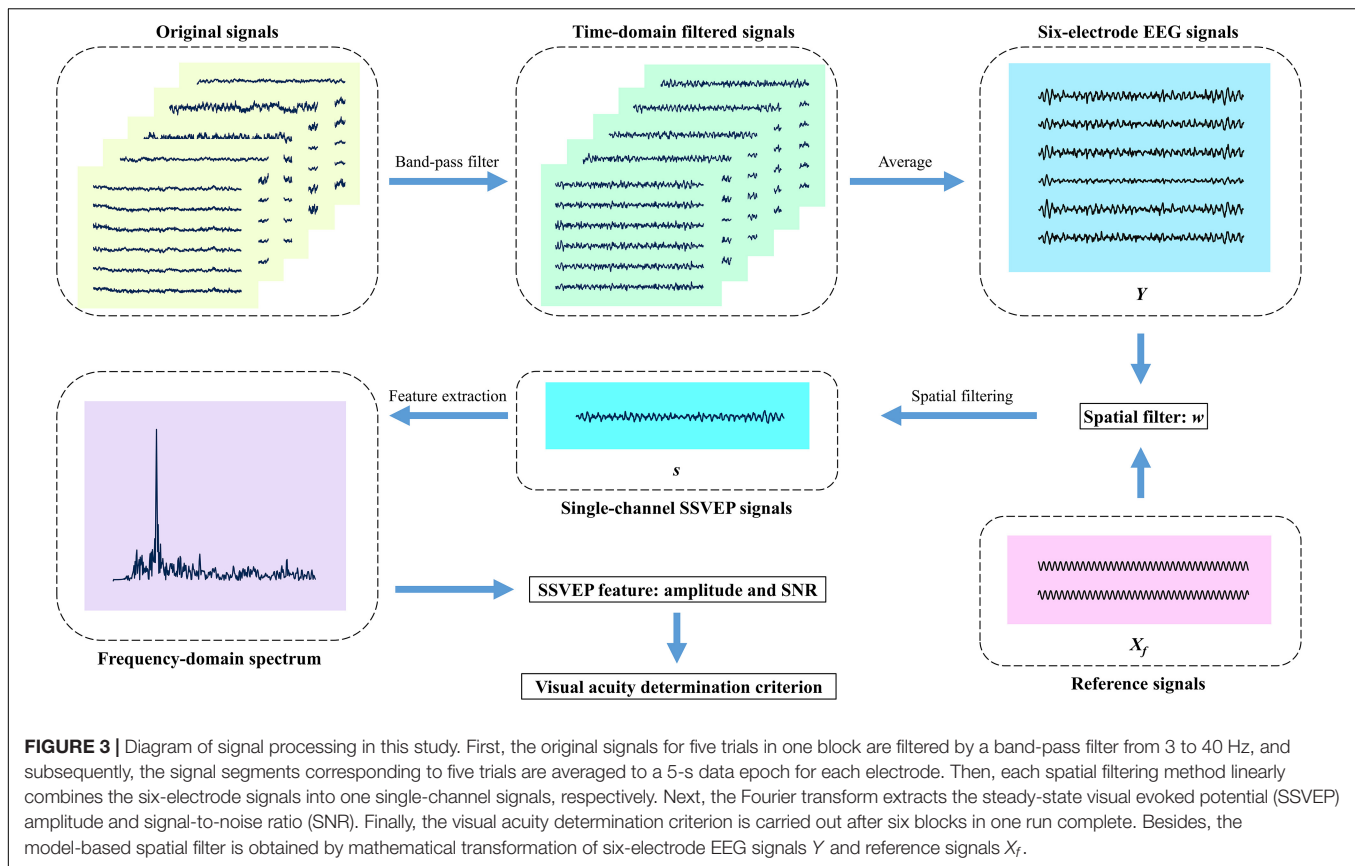 Original signals
Time-domain filtered signals
Six-electrode EEG signals
Band-pass filter
Average
Y
Feature extraction
Spatial filtering
Spatial filter: w
s
Single-channel SSVEP signals
SSVEP feature: amplitude and SNR
Frequency-domain spectrum
X_f
Visual acuity determination criterion
Reference signals
FIGURE 3 | Diagram of signal processing in this study. First, the original signals for five trials in one block are filtered by a band-pass filter from 3 to 40 Hz, and
subsequently, the signal segments corresponding to five trials are averaged to a 5-s data epoch for each electrode. Then, each spatial filtering method linearly
combines the six-electrode signals into one single-channel signals, respectively. Next, the Fourier transform extracts the steady-state visual evoked potential (SSVEP)
amplitude and signal-to-noise ratio (SNR). Finally, the visual acuity determination criterion is carried out after six blocks in one run complete. Besides, the
model-based spatial filter is obtained by mathematical transformation of six-electrode EEG signals Y and reference signals X_f.